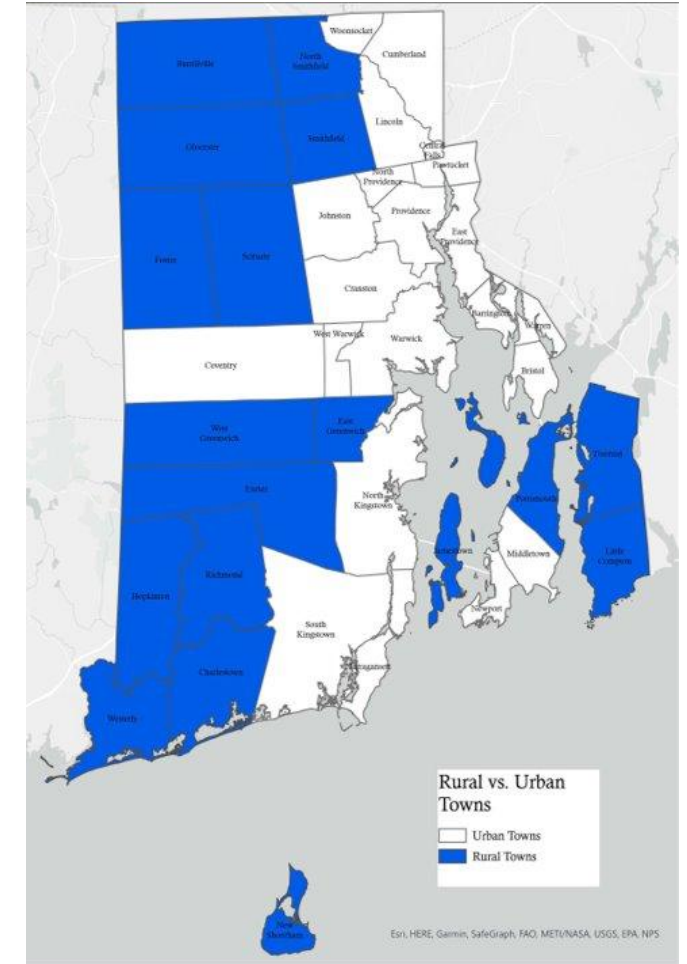 Woonsocket
Cumberland
North
Smithfield
Burrillville
Lincoln
Smithfield
Glocester
Central
Falls
Pawtucket
North
Providence
Johnston
Providence
East
Providence
Foster
Scituate
Cranston
Barrington
Warren
West Warwick
Warwick
Coventry
Bristol
West
Greenwich
East
Greenwich
Tiverton
Exeter
North
Kingstown
Portsmouth
Jamestown
Middletown
Little
Compton
Richmond
Hopkinton
Newport
South
Kingstown
Narragansett
Charlestown
Westerly
Rural vs. Urban
Towns
Urban Towns
Rural Towns
New
Shoreham
Esri, HERE, Garmin, SafeGraph, FAO, METI/NASA, USGS, EPA, NPS